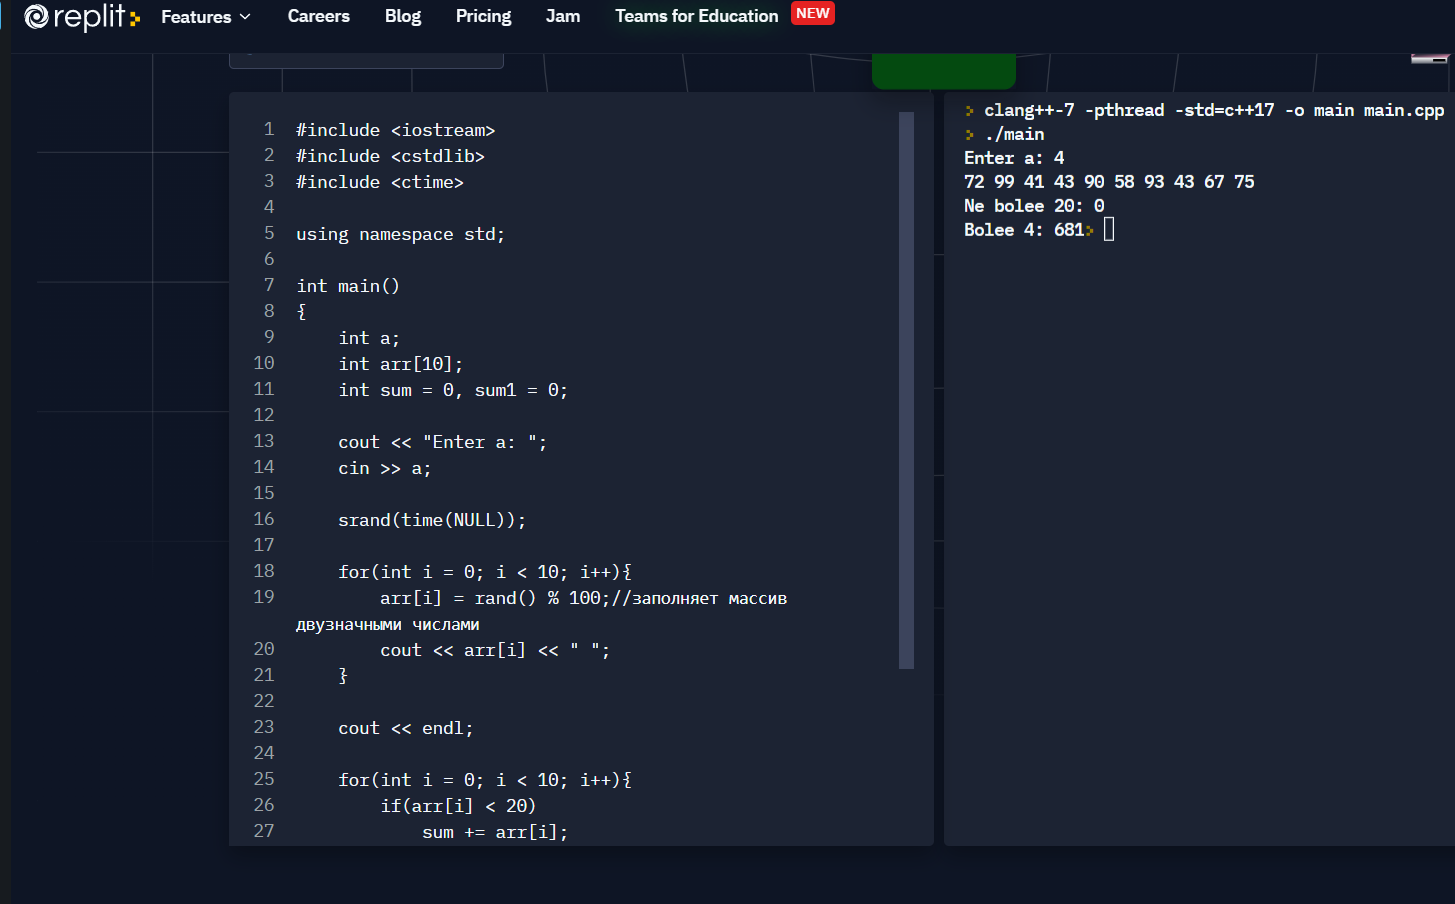 replit Features Careers Blog Pricing Jam Teams for Education NEW
1 #include <iostream>
2 #include <cstdlib>
3 #include <ctime>
4
5 using namespace std;
6
7 int main()
8 {
9 int a;
10 int arr[10];
11 int sum = 0, sum1 = 0;
12
13 cout << "Enter a: ";
14 cin >> a;
15
16 srand(time(NULL));
17
18 for(int i = 0; i < 10; i++){
19 arr[i] = rand() % 100;//заполняет массив
двузначными числами
20 cout << arr[i] << " ";
21 }
22
23 cout << endl;
24
25 for(int i = 0; i < 10; i++){
26 if(arr[i] < 20)
27 sum += arr[i];
clang++-7 -pthread -std=c++17 -o main main.cpp
./main
Enter a: 4
72 99 41 43 90 58 93 43 67 75
Ne bolee 20: 0
Bolee 4: 681